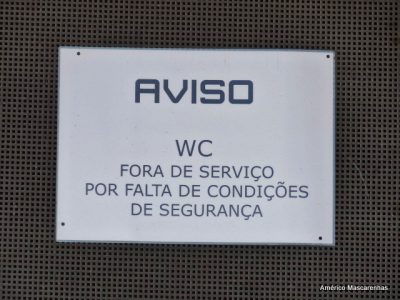 AVISO
WC
FORA DE SERVIÇO
POR FALTA DE CONDIÇÕES
DE SEGURANÇA
Américo Mascarenhas